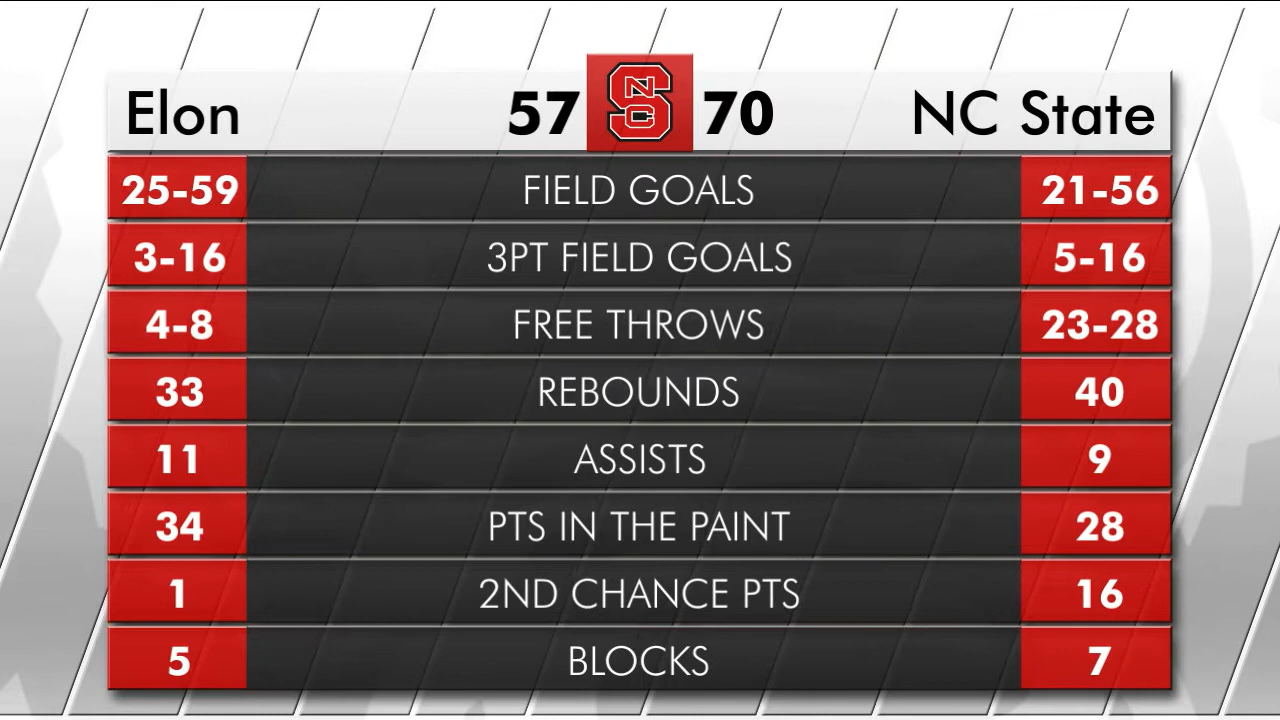 Elon 57 NCS 70 NC State
25-59 FIELD GOALS 21-56
3-16 3PT FIELD GOALS 5-16
4-8 FREE THROWS 23-28
33 REBOUNDS 40
11 ASSISTS 9
34 PTS IN THE PAINT 28
1 2ND CHANCE PTS 16
5 BLOCKS 7